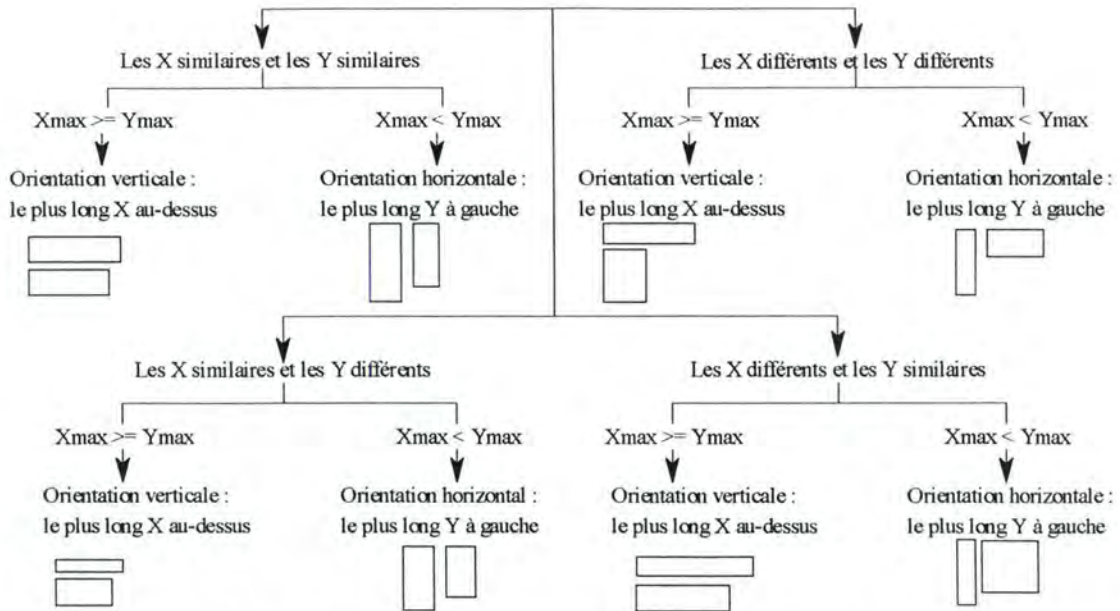 Les X similaires et les Y similaires
Les X différents et les Y différents
Xmax >= Ymax
Xmax < Ymax
Xmax >= Ymax
Xmax < Ymax
Orientation verticale :
le plus long X au-dessus
Orientation horizontale :
le plus long Y à gauche
Orientation verticale :
le plus long X au-dessus
Orientation horizontale :
le plus long Y à gauche
Les X similaires et les Y différents
Les X différents et les Y similaires
Xmax >= Ymax
Xmax < Ymax
Xmax >= Ymax
Xmax < Ymax
Orientation verticale :
le plus long X au-dessus
Orientation horizontal :
le plus long Y à gauche
Orientation verticale :
le plus long X au-dessus
Orientation horizontale :
le plus long Y à gauche